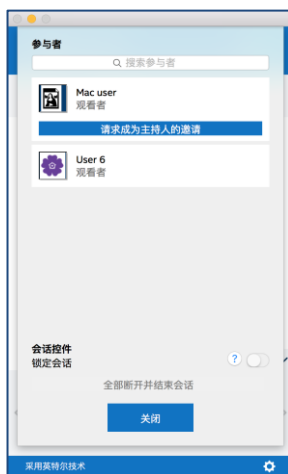 参与者
搜索参与者
Mac user
观看者
请求成为主持人的邀请
User 6
观看者
会话控件
锁定会话
?
全部断开并结束会话
关闭
采用英特尔技术